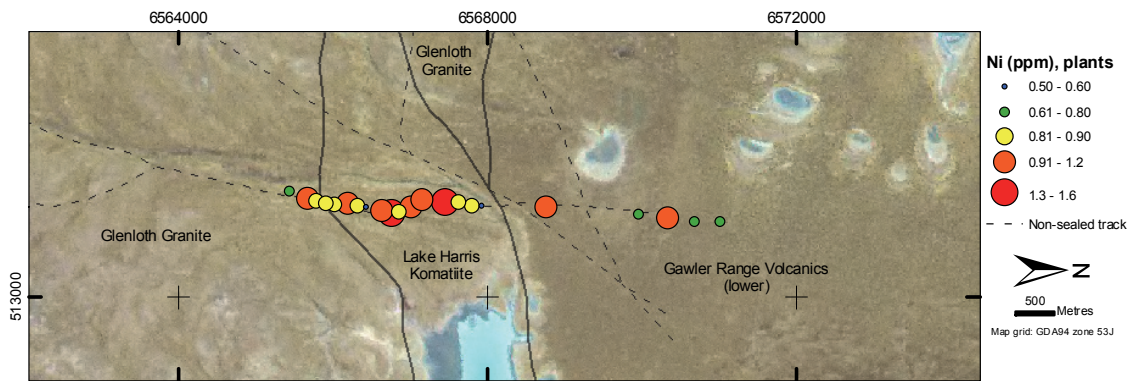 6564000
6568000
6572000
Glenloth
Granite
Glenloth Granite
Lake Harris
Komatiite
Gawler Range Volcanics
(lower)
513000
Ni (ppm), plants
0.50 - 0.60
0.61 - 0.80
0.81 - 0.90
0.91 - 1.2
1.3 - 1.6
Non-sealed track
N
500
Metres
Map grid: GDA94 zone 53J